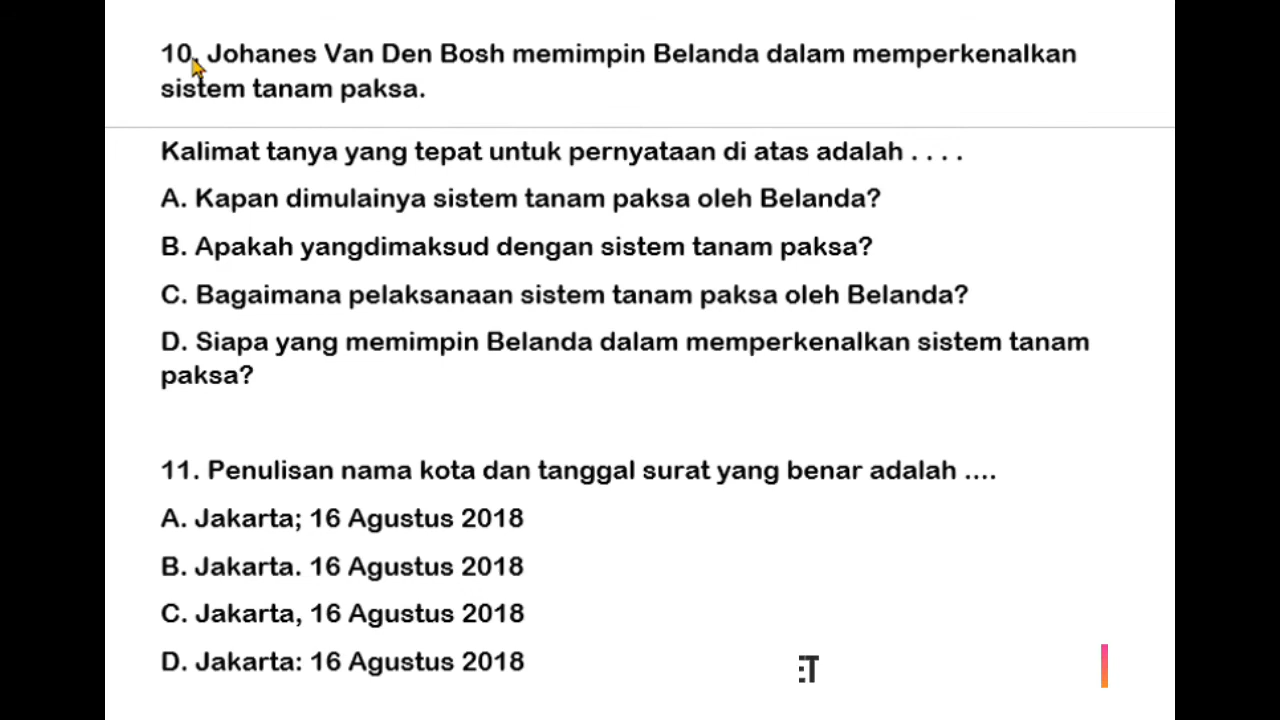 10. Johanes Van Den Bosh memimpin Belanda dalam memperkenalkan
sistem tanam paksa.
Kalimat tanya yang tepat untuk pernyataan di atas adalah . . . .
A. Kapan dimulainya sistem tanam paksa oleh Belanda?
B. Apakah yangdimaksud dengan sistem tanam paksa?
C. Bagaimana pelaksanaan sistem tanam paksa oleh Belanda?
D. Siapa yang memimpin Belanda dalam memperkenalkan sistem tanam
paksa?
11. Penulisan nama kota dan tanggal surat yang benar adalah ....
A. Jakarta; 16 Agustus 2018
B. Jakarta. 16 Agustus 2018
C. Jakarta, 16 Agustus 2018
D. Jakarta: 16 Agustus 2018